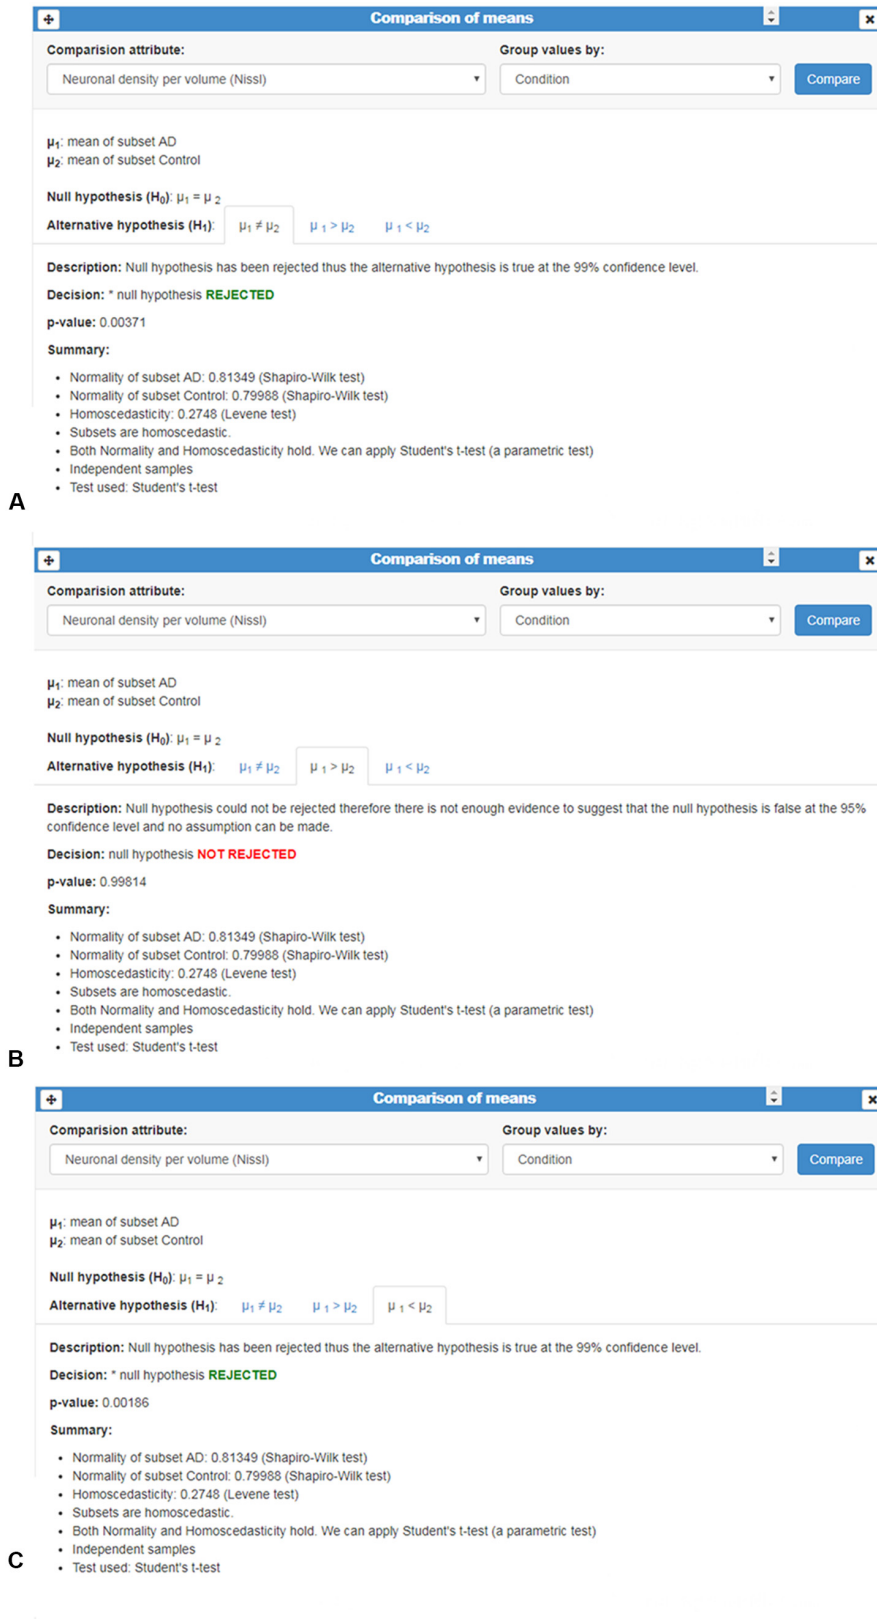 Comparison of means
Comparision attribute: Group values by:
Neuronal density per volume (Nissl) Condition Compare
μ1: mean of subset AD
μ2: mean of subset Control
Null hypothesis (H0): μ1 = μ 2
Alternative hypothesis (H1): μ1 ≠ μ2 μ 1 > μ2 μ 1 < μ2
Description: Null hypothesis has been rejected thus the alternative hypothesis is true at the 99% confidence level.
Decision: * null hypothesis REJECTED
p-value: 0.00371
Summary:
• Normality of subset AD: 0.81349 (Shapiro-Wilk test)
• Normality of subset Control: 0.79988 (Shapiro-Wilk test)
• Homoscedasticity: 0.2748 (Levene test)
• Subsets are homoscedastic.
• Both Normality and Homoscedasticity hold. We can apply Student's t-test (a parametric test)
• Independent samples
• Test used: Student's t-test
A
Comparison of means
Comparision attribute: Group values by:
Neuronal density per volume (Nissl) Condition Compare
μ1: mean of subset AD
μ2: mean of subset Control
Null hypothesis (H0): μ1 = μ 2
Alternative hypothesis (H1): μ1 ≠ μ2 μ 1 > μ2 μ 1 < μ2
Description: Null hypothesis could not be rejected therefore there is not enough evidence to suggest that the null hypothesis is false at the 95%
confidence level and no assumption can be made.
Decision: null hypothesis NOT REJECTED
p-value: 0.99814
Summary:
• Normality of subset AD: 0.81349 (Shapiro-Wilk test)
• Normality of subset Control: 0.79988 (Shapiro-Wilk test)
• Homoscedasticity: 0.2748 (Levene test)
• Subsets are homoscedastic.
• Both Normality and Homoscedasticity hold. We can apply Student's t-test (a parametric test)
• Independent samples
• Test used: Student's t-test
B
Comparison of means
Comparision attribute: Group values by:
Neuronal density per volume (Nissl) Condition Compare
μ1: mean of subset AD
μ2: mean of subset Control
Null hypothesis (H0): μ1 = μ 2
Alternative hypothesis (H1): μ1 ≠ μ2 μ 1 > μ2 μ 1 < μ2
Description: Null hypothesis has been rejected thus the alternative hypothesis is true at the 99% confidence level.
Decision: * null hypothesis REJECTED
p-value: 0.00186
Summary:
• Normality of subset AD: 0.81349 (Shapiro-Wilk test)
• Normality of subset Control: 0.79988 (Shapiro-Wilk test)
• Homoscedasticity: 0.2748 (Levene test)
• Subsets are homoscedastic.
• Both Normality and Homoscedasticity hold. We can apply Student's t-test (a parametric test)
• Independent samples
• Test used: Student's t-test
C